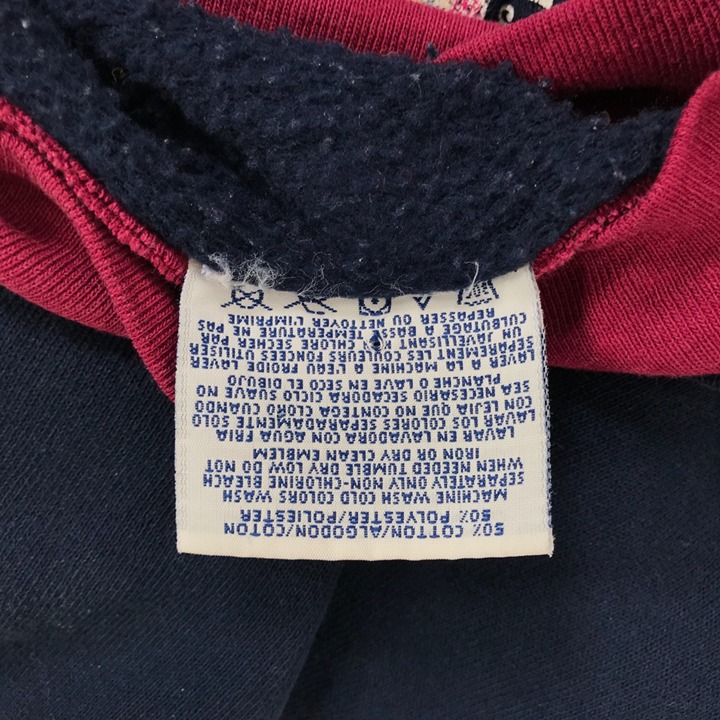 50% COTTON/ALGODON/COTON
50% POLYESTER/POLIESTER
MACHINE WASH COLD COLORS WASH
SEPARATELY ONLY NON-CHLORINE BLEACH
WHEN NEEDED TUMBLE DRY LOW DO NOT
IRON OR DRY CLEAN EMBLEM
LAVAR EN LAVADORA CON AGUA FRIA
LAVAR LOS COLORES SEPARADAMENTE SOLO
CON LEJIA QUE NO CONTEGA CLORO CUANDO
SEA NECESARIO SECADORA CICLO SUAVE NO
PLANCHE O LAVE EN SECO EL DIBUJO
LAVER A LA MACHINE A L'EAU FROIDE LAVER
SEPAREMENT LES COULEURS FONCEES UTILISER
UN JAVELLISANT SANS CHLORE SECHER PAR
CULBUTAGE A BASSE TEMPERATURE NE PAS
REPASSER OU NETTOYER L'IMPRIME